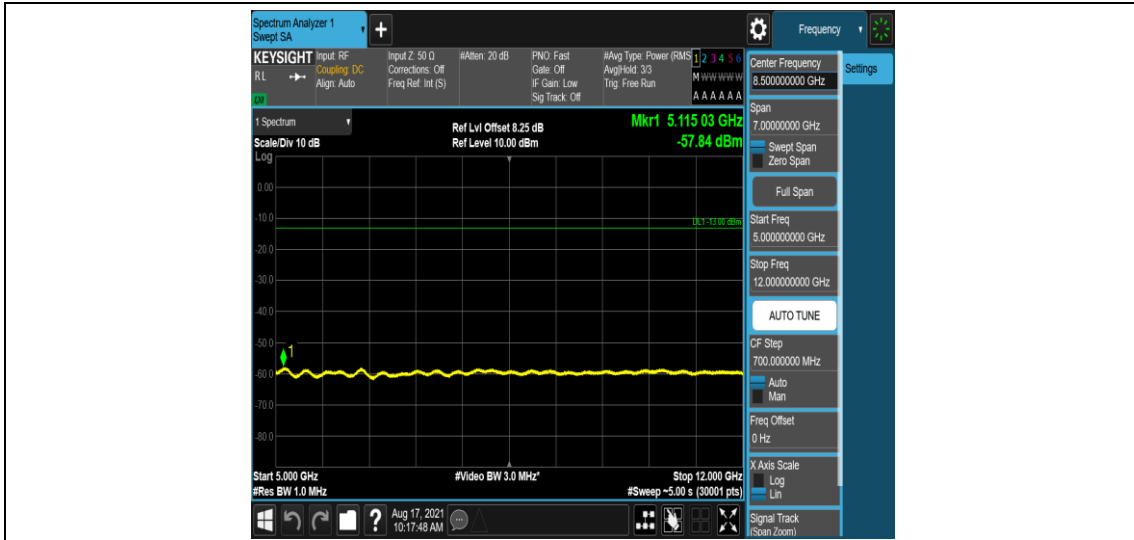 Spectrum Analyzer 1
Swept SA
+
Frequency
KEYSIGHT
RL
LXI
Input: RF
Coupling: DC
Align: Auto
Input Z: 50 Ω
Corrections: Off
Freq Ref: Int (S)
#Atten: 20 dB
PNO: Fast
Gate: Off
IF Gain: Low
Sig Track: Off
#Avg Type: Power (RMS
Avg|Hold: 3/3
Trig: Free Run
1 2 3 4 5 6
M W W W W W
A A A A A A
1 Spectrum
Scale/Div 10 dB
Log
Ref Lvl Offset 8.25 dB
Ref Level 10.00 dBm
Mkr1 5.115 03 GHz
-57.84 dBm
0.00
-10.0
DL1 -13.00 dBm
-20.0
-30.0
-40.0
-50.0
1
-60.0
-70.0
-80.0
Start 5.000 GHz
#Res BW 1.0 MHz
#Video BW 3.0 MHz*
Stop 12.000 GHz
#Sweep ~5.00 s (30001 pts)
?
Aug 17, 2021
10:17:48 AM
Center Frequency
8.500000000 GHz
Settings
Span
7.00000000 GHz
Swept Span
Zero Span
Full Span
Start Freq
5.000000000 GHz
Stop Freq
12.000000000 GHz
AUTO TUNE
CF Step
700.000000 MHz
Auto
Man
Freq Offset
0 Hz
X Axis Scale
Log
Lin
Signal Track
(Span Zoom)